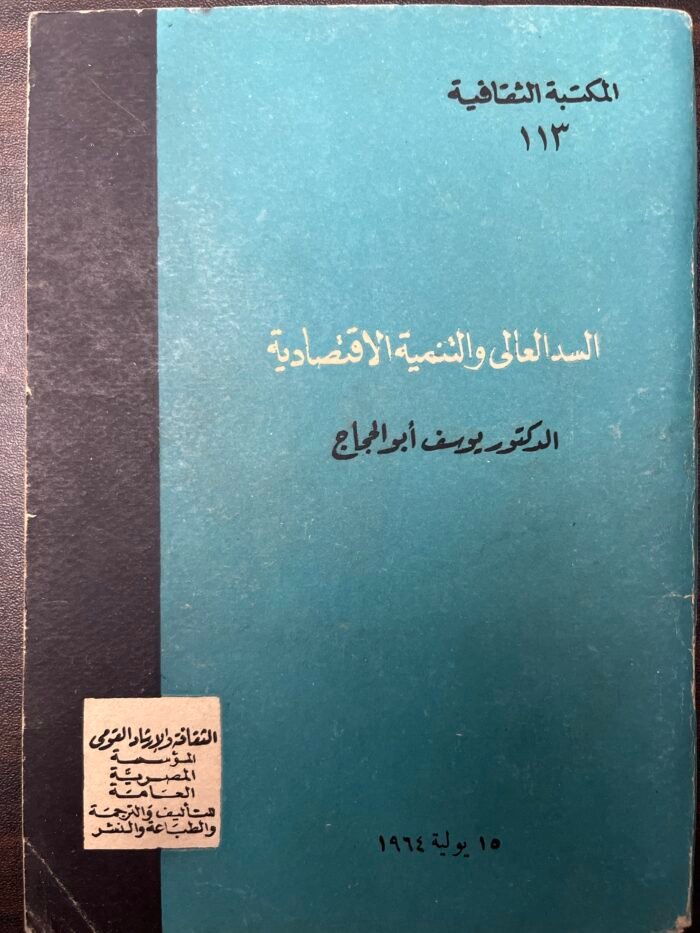 المكتبة الثقافية
١١٣
السد العالى والتنمية الاقتصادية
الدكتور يوسف أبو الحجاج
الثقافة والإرشاد القومى
المؤسسة
المصرية
العامة
للتأليف والترجمة
والطباعة والنشر
١٥ يولية ١٩٦٤